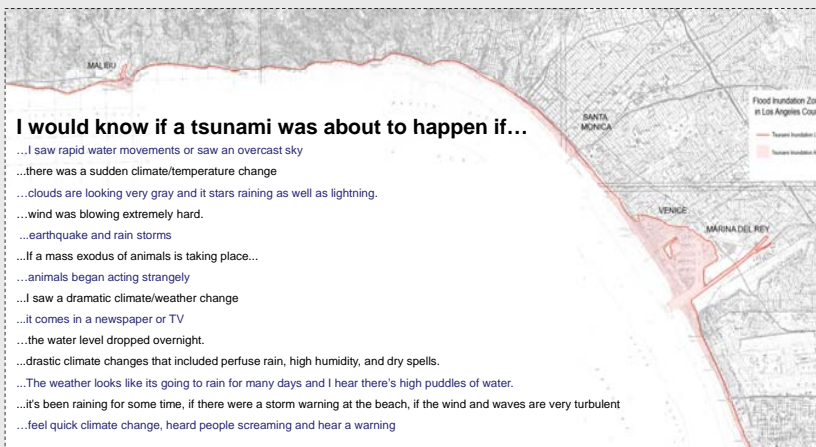 MALIBU
I would know if a tsunami was about to happen if…
…I saw rapid water movements or saw an overcast sky
...there was a sudden climate/temperature change
…clouds are looking very gray and it stars raining as well as lightning.
…wind was blowing extremely hard.
...earthquake and rain storms
...If a mass exodus of animals is taking place...
…animals began acting strangely
...I saw a dramatic climate/weather change
...it comes in a newspaper or TV
…the water level dropped overnight.
...drastic climate changes that included perfuse rain, high humidity, and dry spells.
...The weather looks like its going to rain for many days and I hear there's high puddles of water.
...it's been raining for some time, if there were a storm warning at the beach, if the wind and waves are very turbulent
…feel quick climate change, heard people screaming and hear a warning
SANTA
MONICA
VENICE
MARINA DEL REY
Flood Inundation Zo
in Los Angeles Cou
Tsunami Inundation L
Tsunami Inundation A